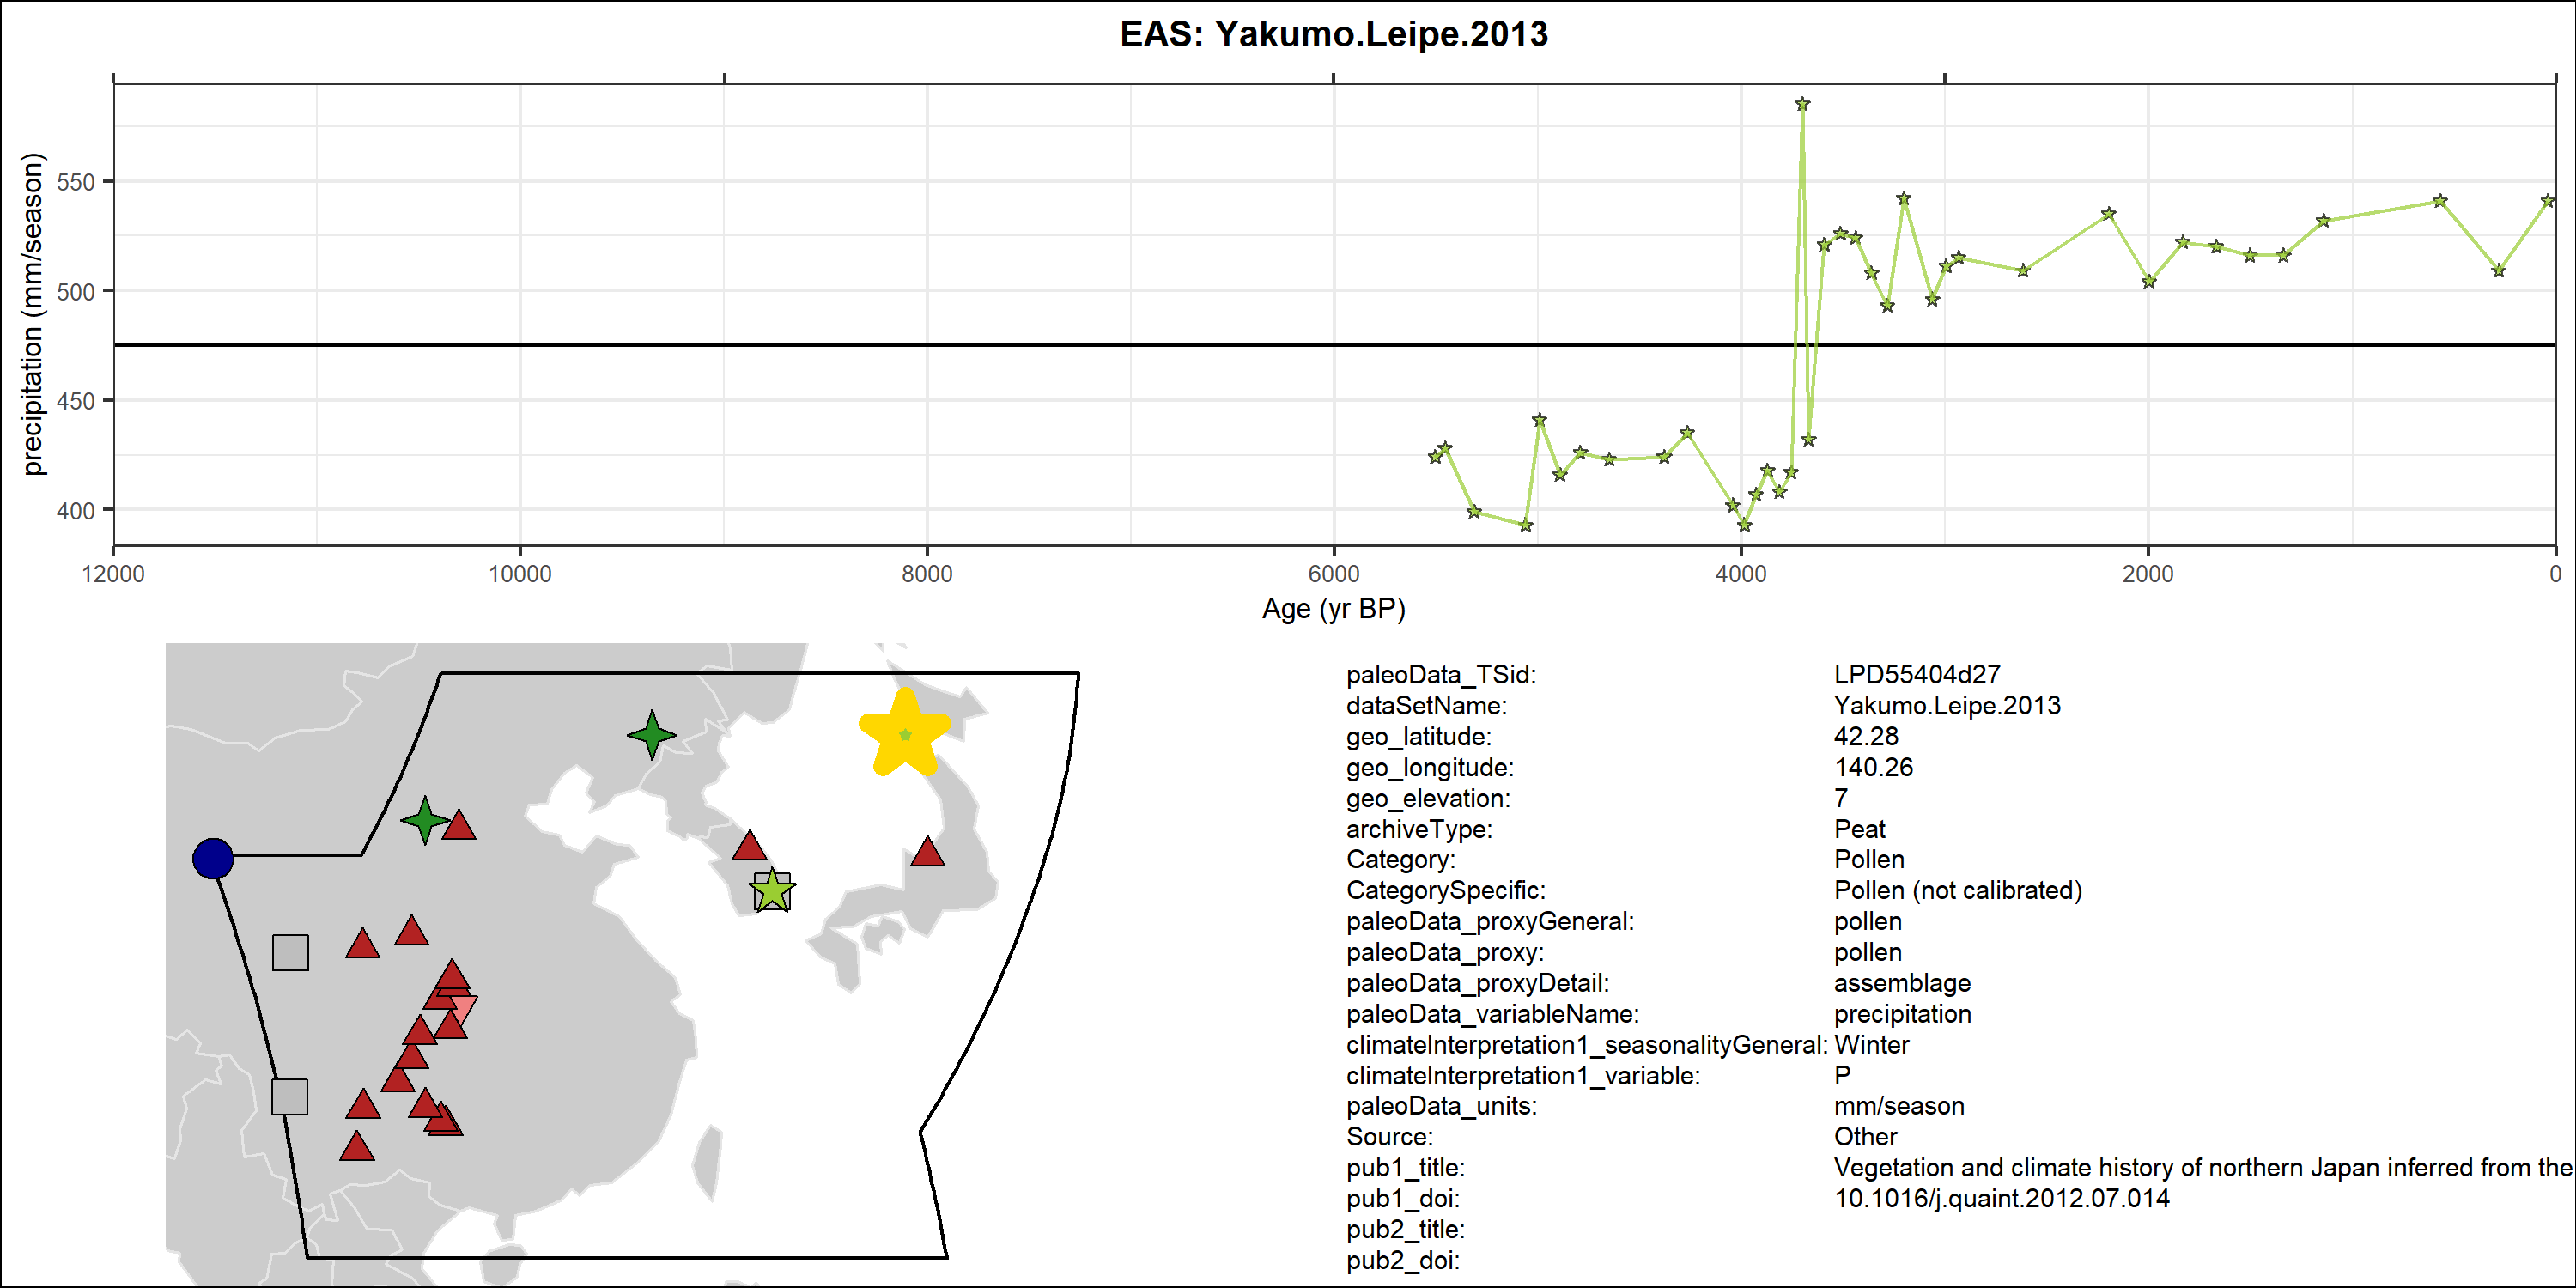 EAS: Yakumo.Leipe.2013
precipitation (mm/season)
550
500
450
400
12000 10000 8000 6000 4000 2000 0
Age (yr BP)
paleoData_TSid: LPD55404d27
dataSetName: Yakumo.Leipe.2013
geo_latitude: 42.28
geo_longitude: 140.26
geo_elevation: 7
archiveType: Peat
Category: Pollen
CategorySpecific: Pollen (not calibrated)
paleoData_proxyGeneral: pollen
paleoData_proxy: pollen
paleoData_proxyDetail: assemblage
paleoData_variableName: precipitation
climateInterpretation1_seasonalityGeneral: Winter
climateInterpretation1_variable: P
paleoData_units: mm/season
Source: Other
pub1_title: Vegetation and climate history of northern Japan inferred from the
pub1_doi: 10.1016/j.quaint.2012.07.014
pub2_title:
pub2_doi: